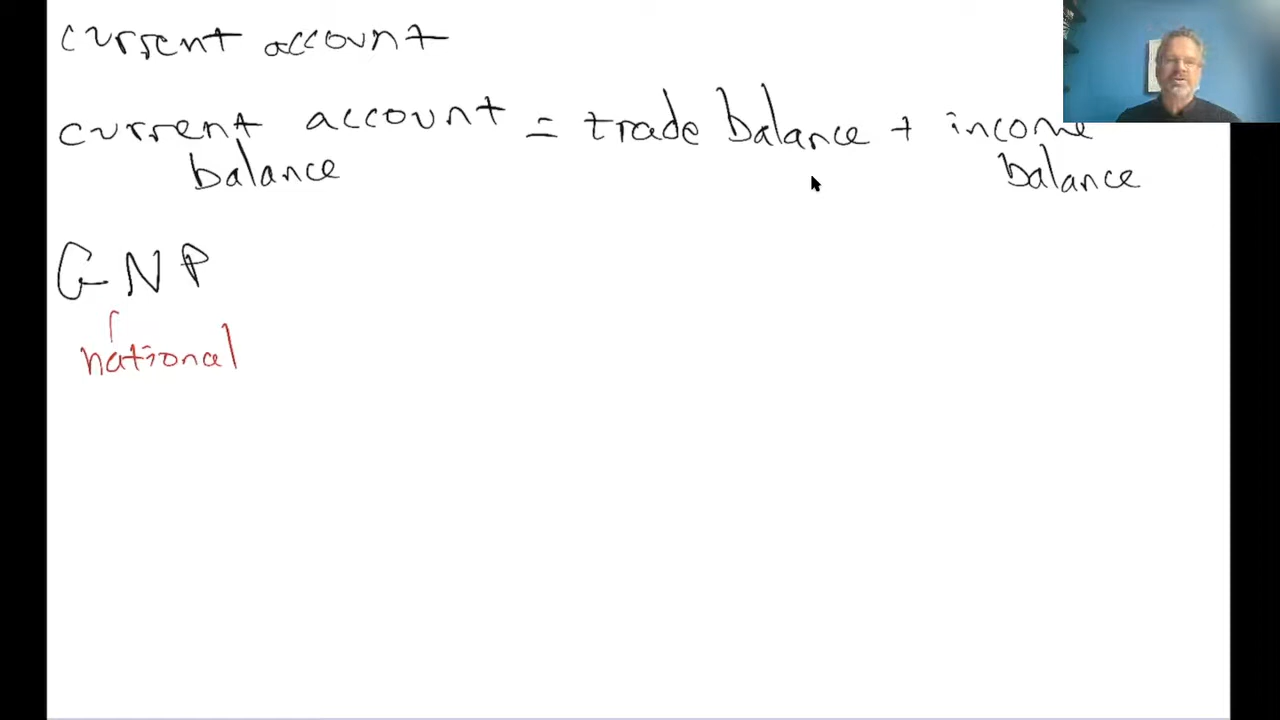 current account
current account = trade balance + income
balance balance
GNP
national